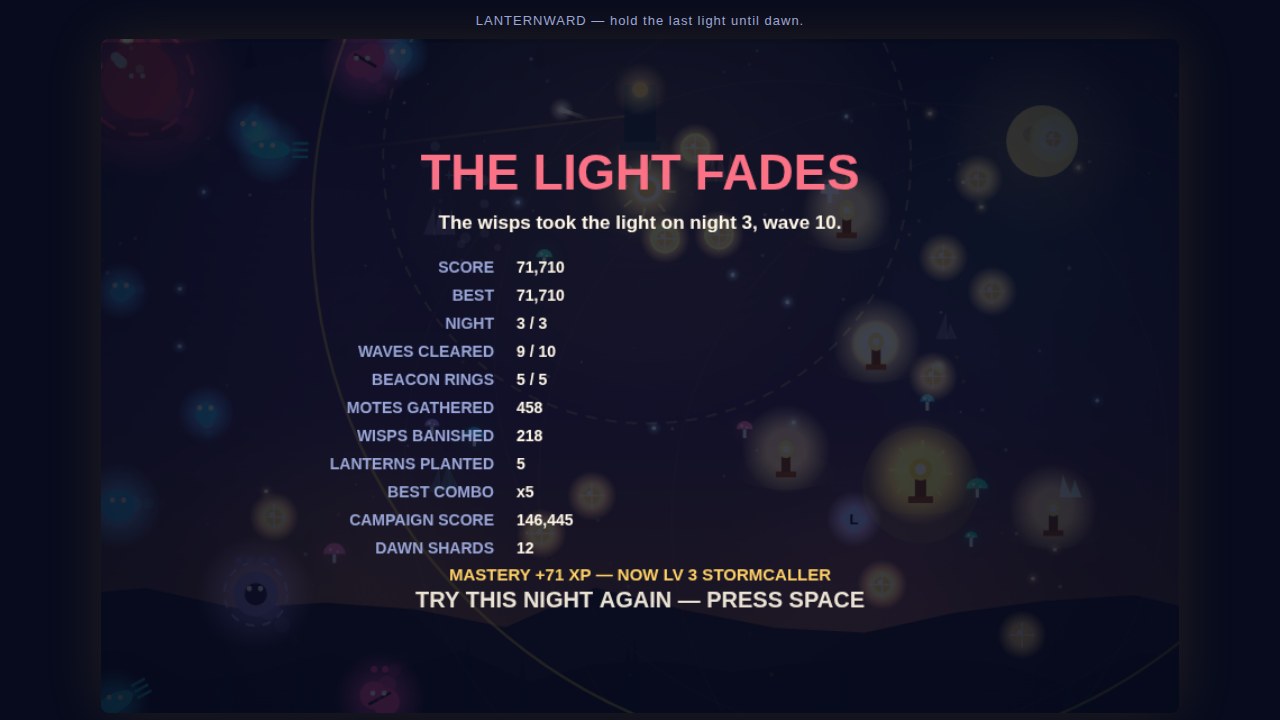 LANTERNWARD — hold the last light until dawn.
THE LIGHT FADES
The wisps took the light on night 3, wave 10.
SCORE 71,710
BEST 71,710
NIGHT 3 / 3
WAVES CLEARED 9 / 10
BEACON RINGS 5 / 5
MOTES GATHERED 458
WISPS BANISHED 218
LANTERNS PLANTED 5
BEST COMBO x5
CAMPAIGN SCORE 146,445
L
DAWN SHARDS 12
MASTERY +71 XP — NOW LV 3 STORMCALLER
TRY THIS NIGHT AGAIN — PRESS SPACE